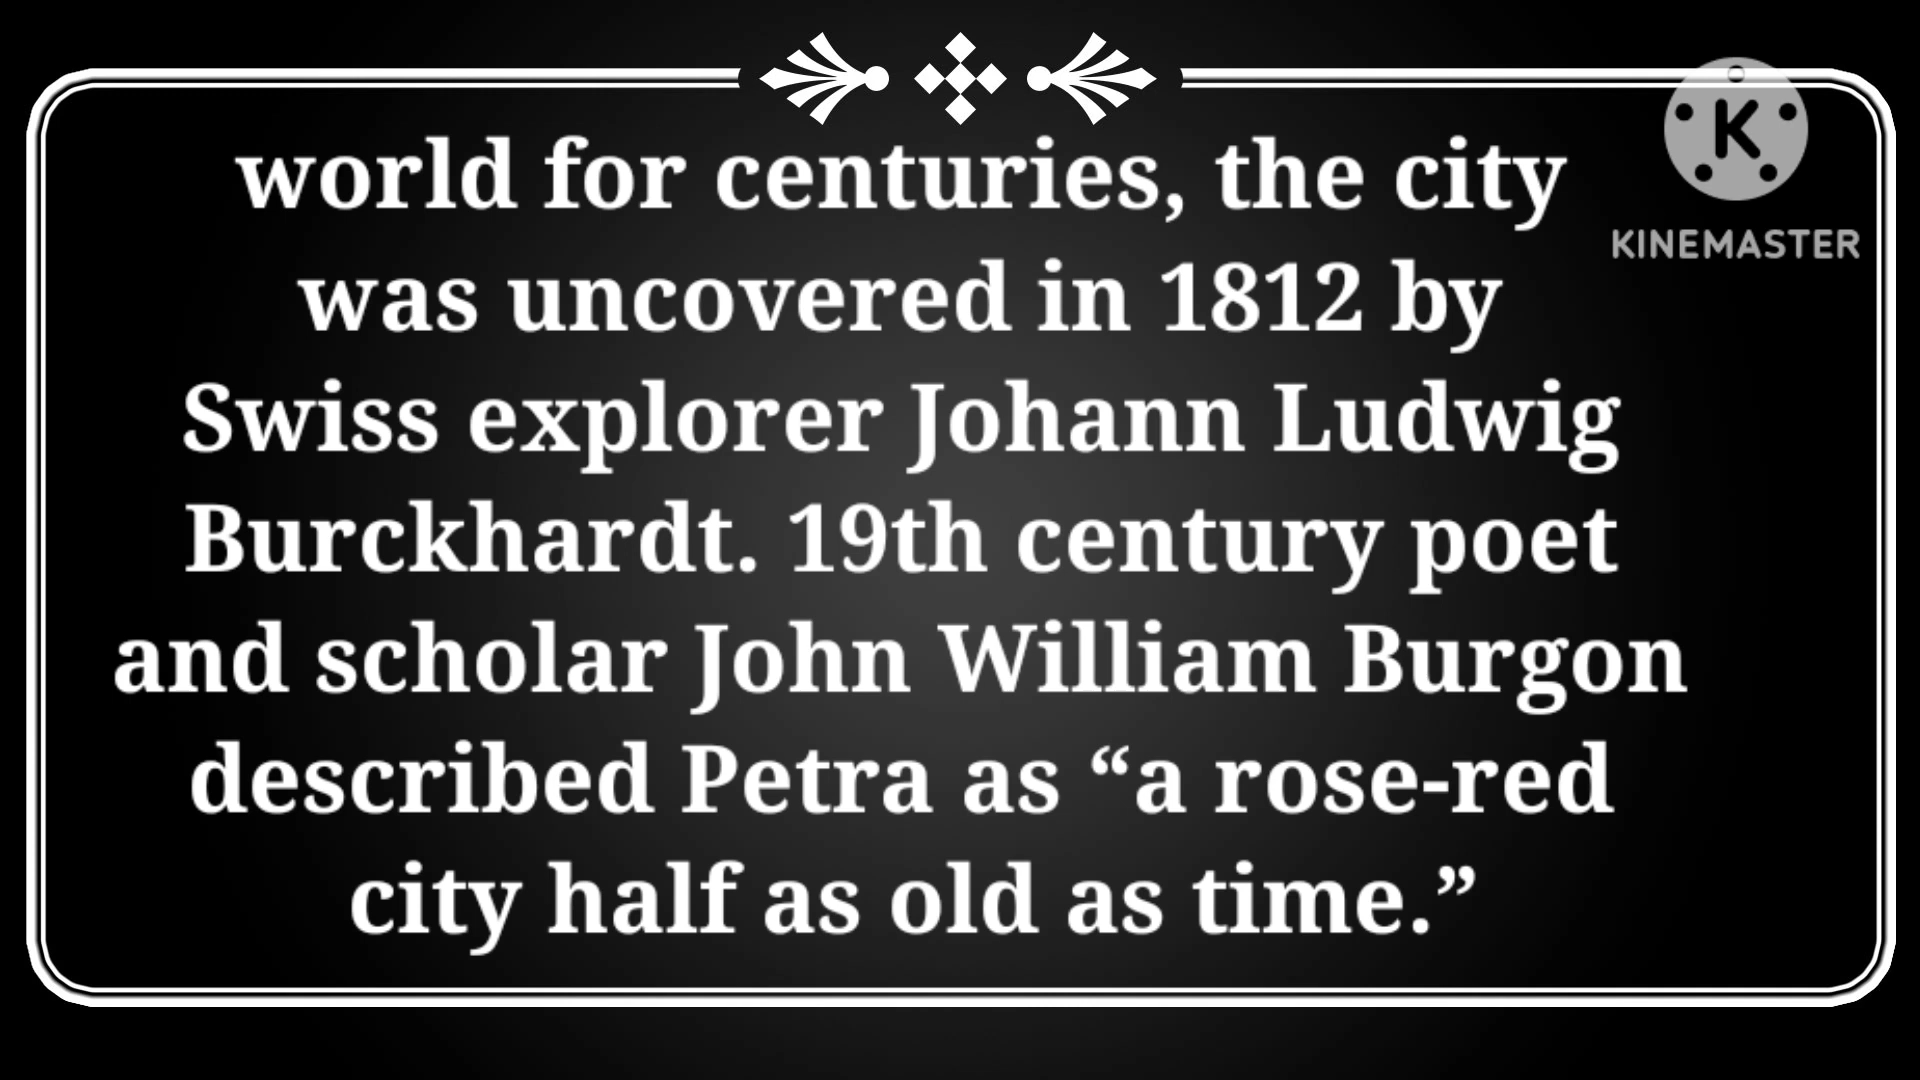 world for centuries, the city
was uncovered in 1812 by
Swiss explorer Johann Ludwig
Burckhardt. 19th century poet
and scholar John William Burgon
described Petra as “a rose-red
city half as old as time.”
K
KINEMASTER